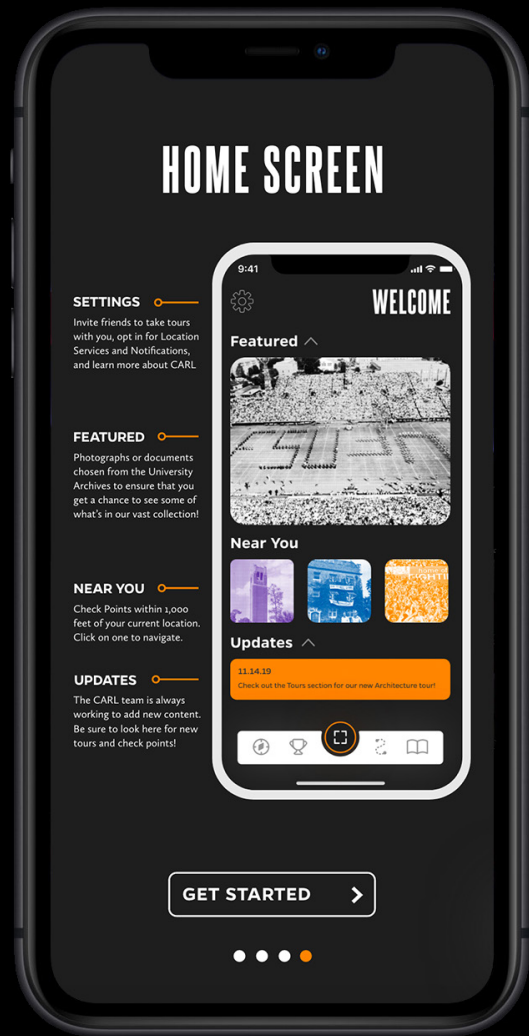 HOME SCREEN
SETTINGS
Invite friends to take tours
with you, opt in for Location
Services and Notifications,
and learn more about CARL
FEATURED
Photographs or documents
chosen from the University
Archives to ensure that you
get a chance to see some of
what's in our vast collection!
NEAR YOU
Check Points within 1,000
feet of your current location.
Click on one to navigate.
UPDATES
The CARL team is always
working to add new content.
Be sure to look here for new
tours and check points!
9:41
WELCOME
Featured
Near You
home of
FIGHTI
Updates
11.14.19
Check out the Tours section for our new Architecture tour!
GET STARTED